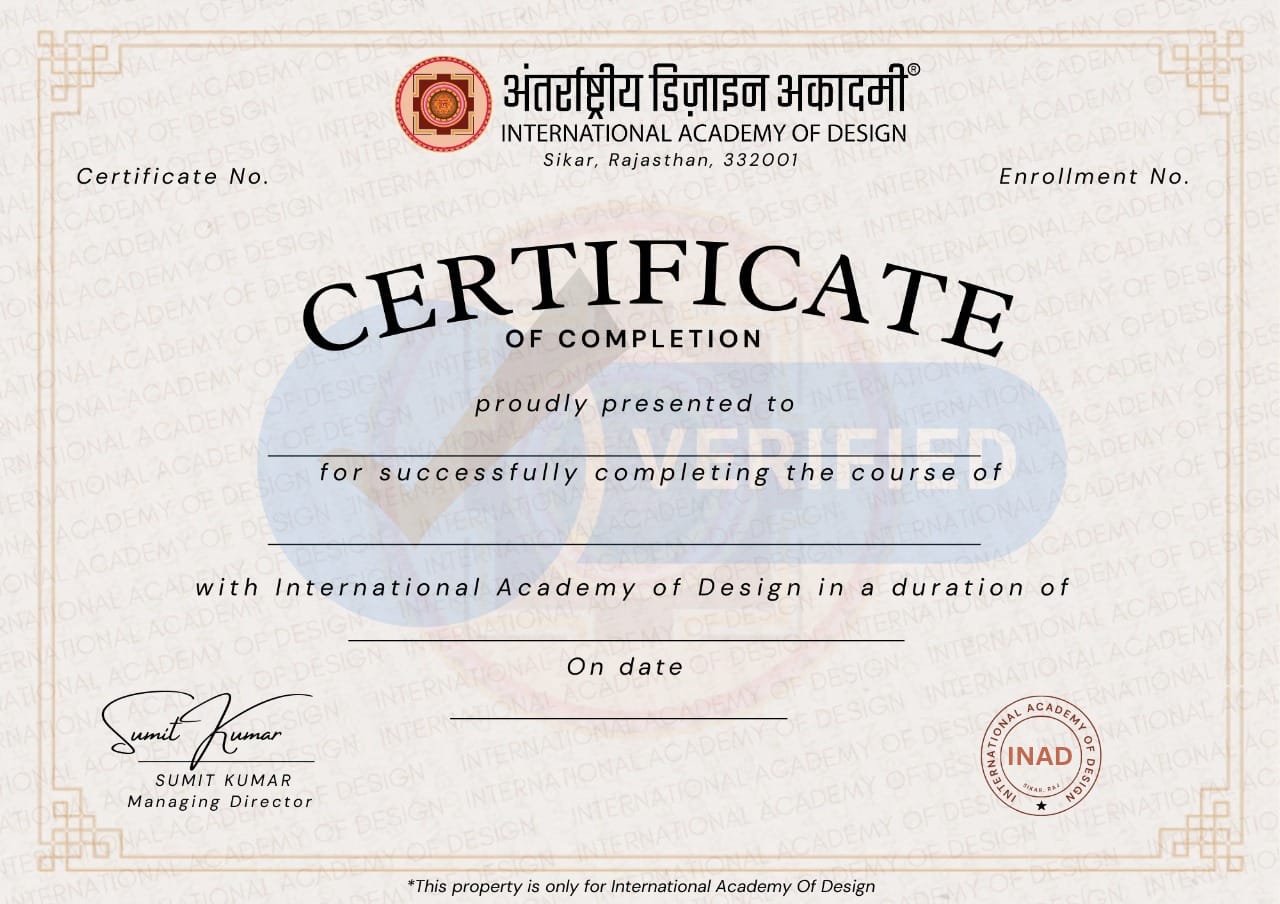 अंतर्राष्ट्रीय डिज़ाइन अकादमी®
INTERNATIONAL ACADEMY OF DESIGN
Sikar, Rajasthan, 332001
Certificate No.
Enrollment No.
CERTIFICATE
OF COMPLETION
proudly presented to
VERIFIED
for successfully completing the course of
with International Academy of Design in a duration of
On date
Sumit Kumar
SUMIT KUMAR
Managing Director
INTERNATIONAL ACADEMY OF DESIGN
INAD
SIKAR, RAJ
*This property is only for International Academy Of Design